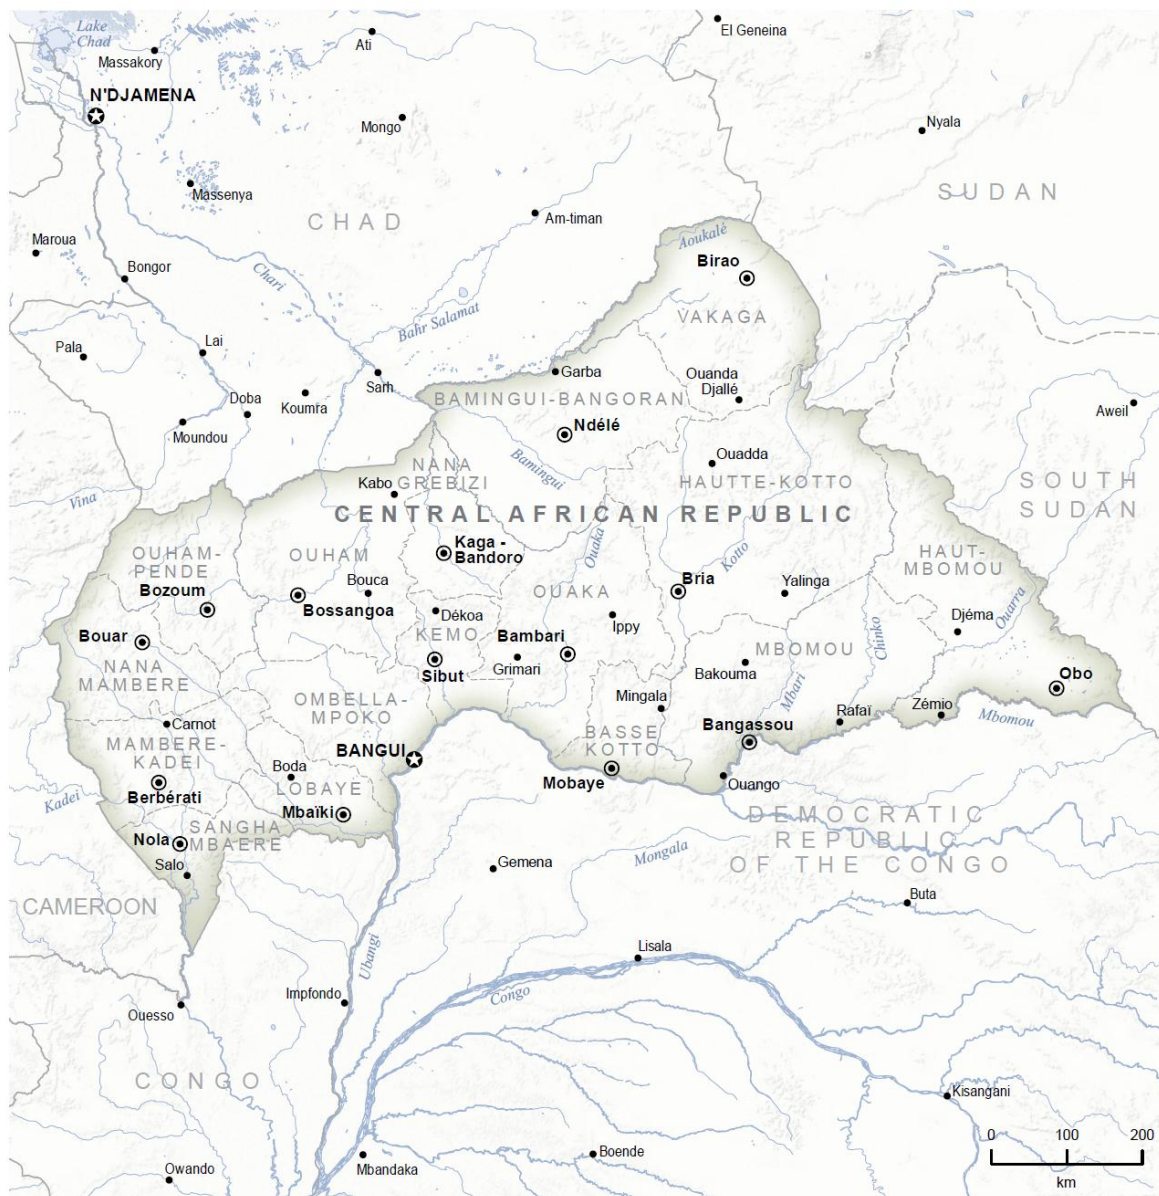 Lake
Chad
Massakory
Ati
El Geneina
N'DJAMENA
Mongo
Nyala
Massenya
SUDAN
CHAD
Am-timan
Maroua
Aoukalé
Birao
Bongor
Chari
VAKAGA
Bahr Salamat
Lai
Pala
Garba
Ouanda
Djallé
Sarh
Doba
Koumra
BAMINGUI-BANGORAN
Aweil
Moundou
Ndélé
Bamingui
Ouadda
NANA
GREBIZI
Kabo
HAUTTE-KOTTO
SOUTH
SUDAN
Vina
CENTRAL AFRICAN REPUBLIC
Kaga -
Bandoro
Ouaka
Kotto
OUHAM-
PENDE
OUHAM
HAUT-
MBOMOU
Bozoum
Bouca
Bossangoa
OUAKA
Bria
Yalinga
Dékoa
Ippy
Djéma
Ouarra
Chinko
Bouar
KEMO
Bambari
MBOMOU
NANA
MAMBERE
Sibut
Grimari
Bakouma
Mbari
Obo
OMBELLA-
MPOKO
Mingala
Carnot
Rafaï
Zémio
Mbomou
MAMBERE-
KADEI
BANGUI
BASSE
KOTTO
Bangassou
Boda
LOBAYE
Mobaye
Ouango
Kadei
Berbérati
Mbaïki
DEMOCRATIC
REPUBLIC
OF THE CONGO
Nola
SANGHA
MBAERE
Salo
Gemena
Mongala
CAMEROON
Buta
Ubangi
Lisala
Impfondo
Congo
Ouesso
CONGO
Kisangani
0 100 200
km
Owando
Mbandaka
Boende